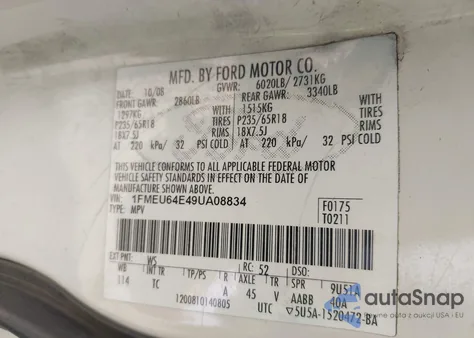 MFD. BY FORD MOTOR CO.
DATE: 10/08 GVWR: 6020LB/ 2731KG
FRONT GAWR: 2860LB REAR GAWR: 3340LB
1297KG WITH 1515KG WITH
P235/65R18 TIRES P235/65R18 TIRES
18X7.5J RIMS 18X7.5J RIMS
AT 220 kPa/ 32 PSI COLD AT 220 kPa/ 32 PSI COLD
THIS VEHICLE CONFORMS TO ALL APPLICABLE FEDERAL MOTOR
VEHICLE SAFETY STANDARDS IN EFFECT ON THE DATE OF
MANUFACTURE SHOWN ABOVE.
VIN: 1FMEU64E49UA08834 F0175
TYPE: MPV T0211
EXT PNT: WS RC: 52 DSO:
WB INT TR TP/PS R AXLE TR SPR 9U51A
114 TC A 45 V AABB 40A
1200810140805 UTC 5U5A-1520472-BA
autoSnap